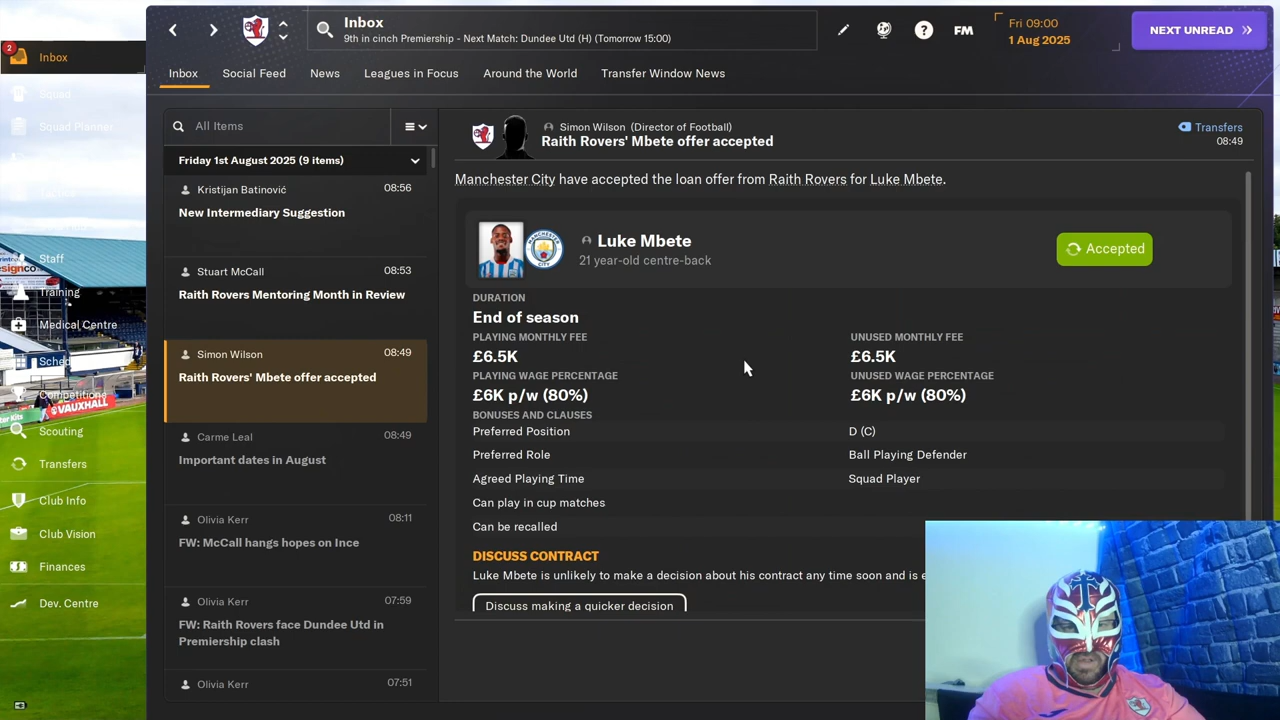 Inbox
9th in cinch Premiership - Next Match: Dundee Utd (H) (Tomorrow 15:00)
FM
Fri 09:00
1 Aug 2025
NEXT UNREAD
2
Inbox
Squad
Squad Planner
Staff
Training
Medical Centre
Sched
Competitions
Scouting
Transfers
Club Info
Club Vision
Finances
Dev. Centre
VAUXHALL
Inbox
Social Feed
News
Leagues in Focus
Around the World
Transfer Window News
All Items
Friday 1st August 2025 (9 items)
Kristijan Batinović 08:56
New Intermediary Suggestion
Stuart McCall 08:53
Raith Rovers Mentoring Month in Review
Simon Wilson 08:49
Raith Rovers' Mbete offer accepted
Carme Leal 08:49
Important dates in August
Olivia Kerr 08:11
FW: McCall hangs hopes on Ince
Olivia Kerr 07:59
FW: Raith Rovers face Dundee Utd in
Premiership clash
Olivia Kerr 07:51
Simon Wilson (Director of Football)
Raith Rovers' Mbete offer accepted
Transfers
08:49
Manchester City have accepted the loan offer from Raith Rovers for Luke Mbete.
Luke Mbete
21 year-old centre-back
Accepted
DURATION
End of season
PLAYING MONTHLY FEE UNUSED MONTHLY FEE
£6.5K £6.5K
PLAYING WAGE PERCENTAGE UNUSED WAGE PERCENTAGE
£6K p/w (80%) £6K p/w (80%)
BONUSES AND CLAUSES
Preferred Position D (C)
Preferred Role Ball Playing Defender
Agreed Playing Time Squad Player
Can play in cup matches
Can be recalled
DISCUSS CONTRACT
Luke Mbete is unlikely to make a decision about his contract any time soon and is e
Discuss making a quicker decision